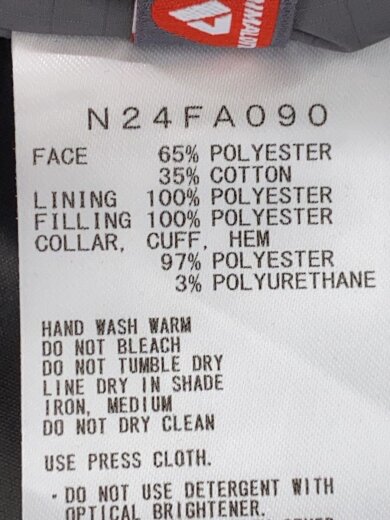 N24FA090
FACE 65% POLYESTER
35% COTTON
LINING 100% POLYESTER
FILLING 100% POLYESTER
COLLAR, CUFF, HEM
97% POLYESTER
3% POLYURETHANE
HAND WASH WARM
DO NOT BLEACH
DO NOT TUMBLE DRY
LINE DRY IN SHADE
IRON, MEDIUM
DO NOT DRY CLEAN
USE PRESS CLOTH.
· DO NOT USE DETERGENT WITH
OPTICAL BRIGHTENER.